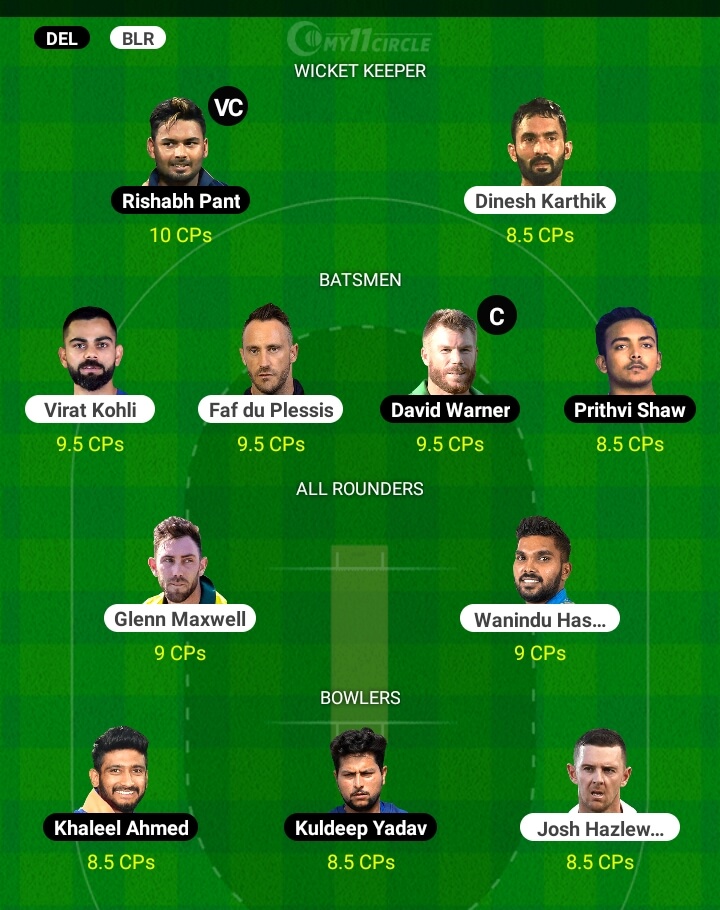 DEL BLR
MY11CIRCLE
WICKET KEEPER
VC
Rishabh Pant Dinesh Karthik
10 CPs 8.5 CPs
BATSMEN
C
Virat Kohli Faf du Plessis David Warner Prithvi Shaw
9.5 CPs 9.5 CPs 9.5 CPs 8.5 CPs
ALL ROUNDERS
Glenn Maxwell Wanindu Has...
9 CPs 9 CPs
BOWLERS
Khaleel Ahmed Kuldeep Yadav Josh Hazlew...
8.5 CPs 8.5 CPs 8.5 CPs